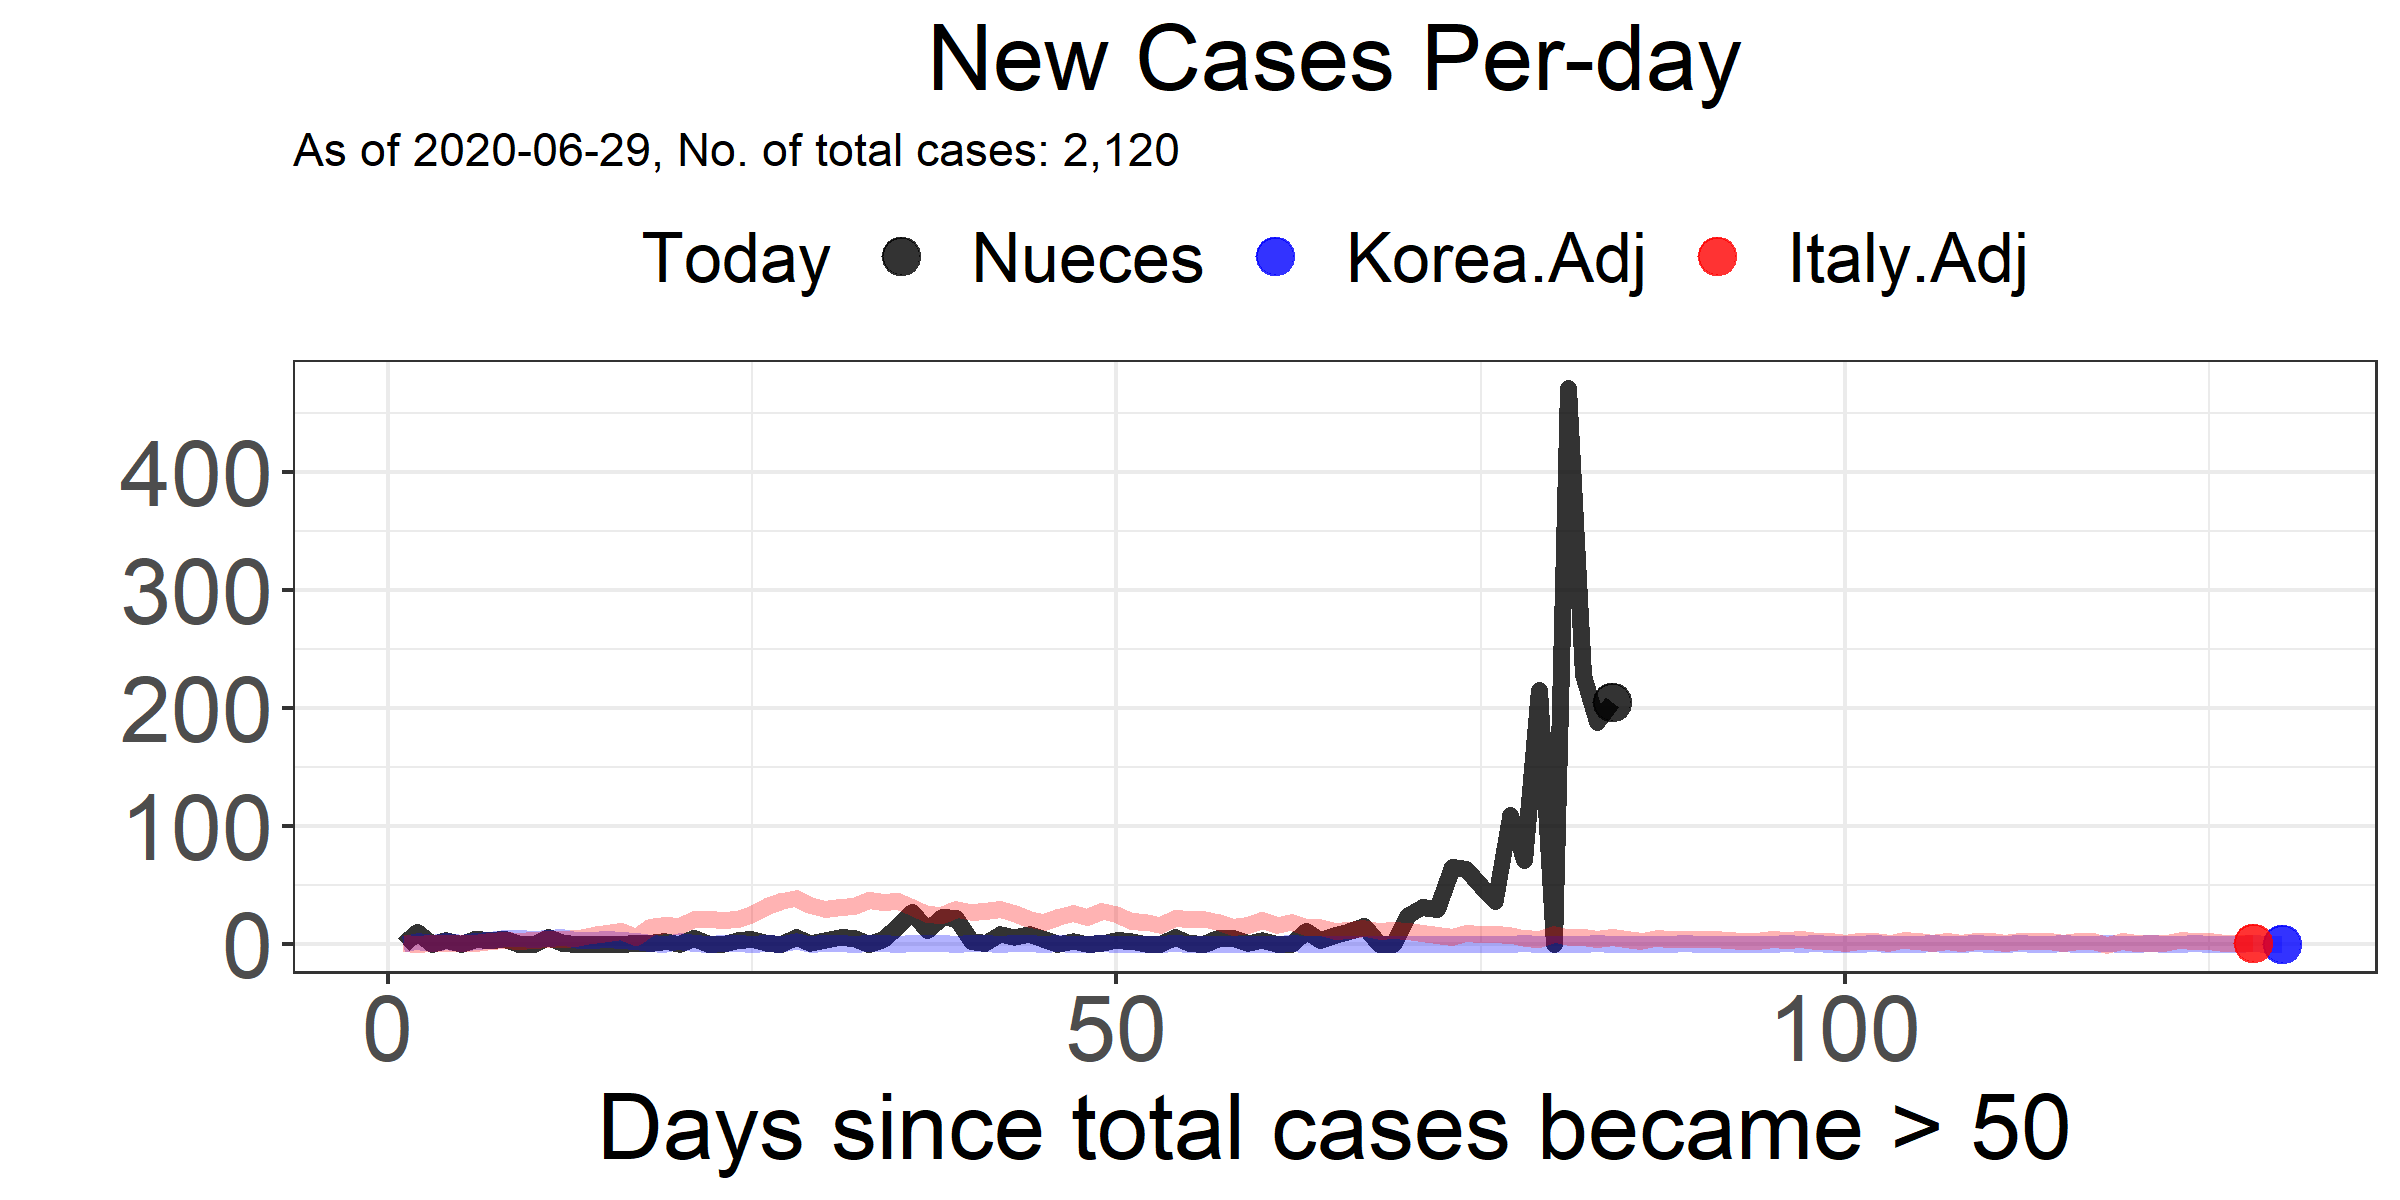 New Cases Per-day
As of 2020-06-29, No. of total cases: 2,120
Today Nueces Korea.Adj Italy.Adj
400
300
200
100
0
0 50 100
Days since total cases became > 50